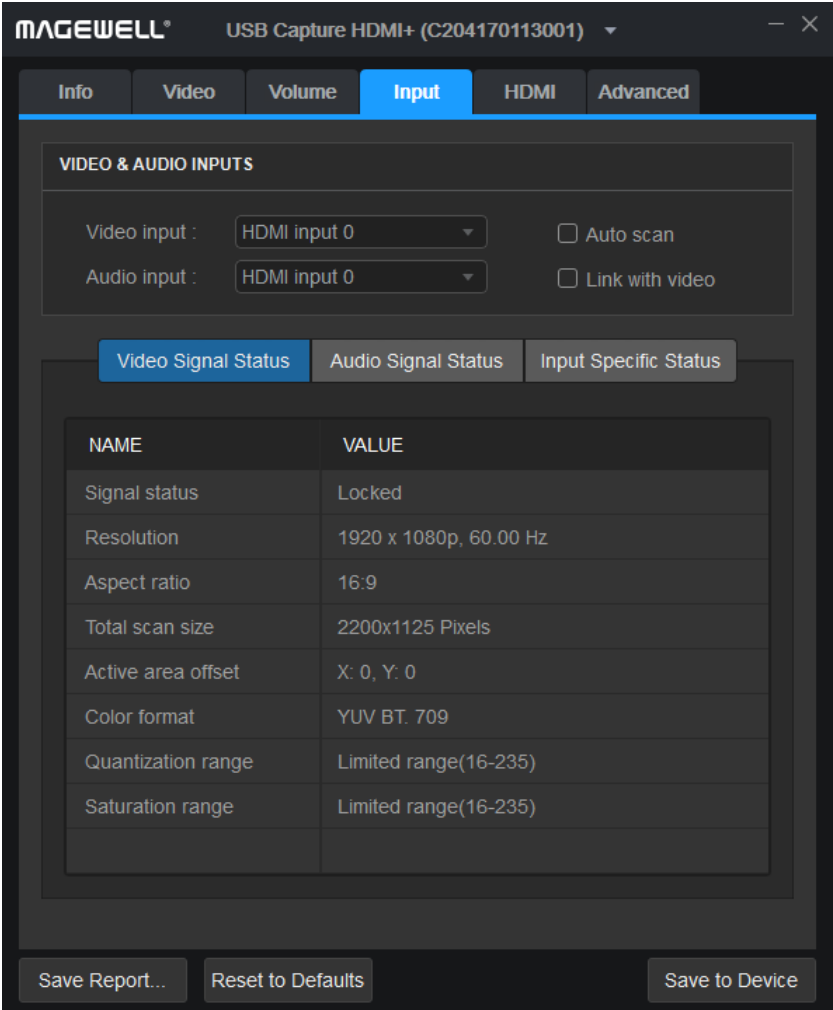 MAGEWELL® USB Capture HDMI+ (C204170113001)
Info Video Volume Input HDMI Advanced
VIDEO & AUDIO INPUTS
Video input : HDMI input 0 Auto scan
Audio input : HDMI input 0 Link with video
Video Signal Status Audio Signal Status Input Specific Status
NAME VALUE
Signal status Locked
Resolution 1920 x 1080p, 60.00 Hz
Aspect ratio 16:9
Total scan size 2200x1125 Pixels
Active area offset X: 0, Y: 0
Color format YUV BT. 709
Quantization range Limited range(16-235)
Saturation range Limited range(16-235)
Save Report... Reset to Defaults Save to Device